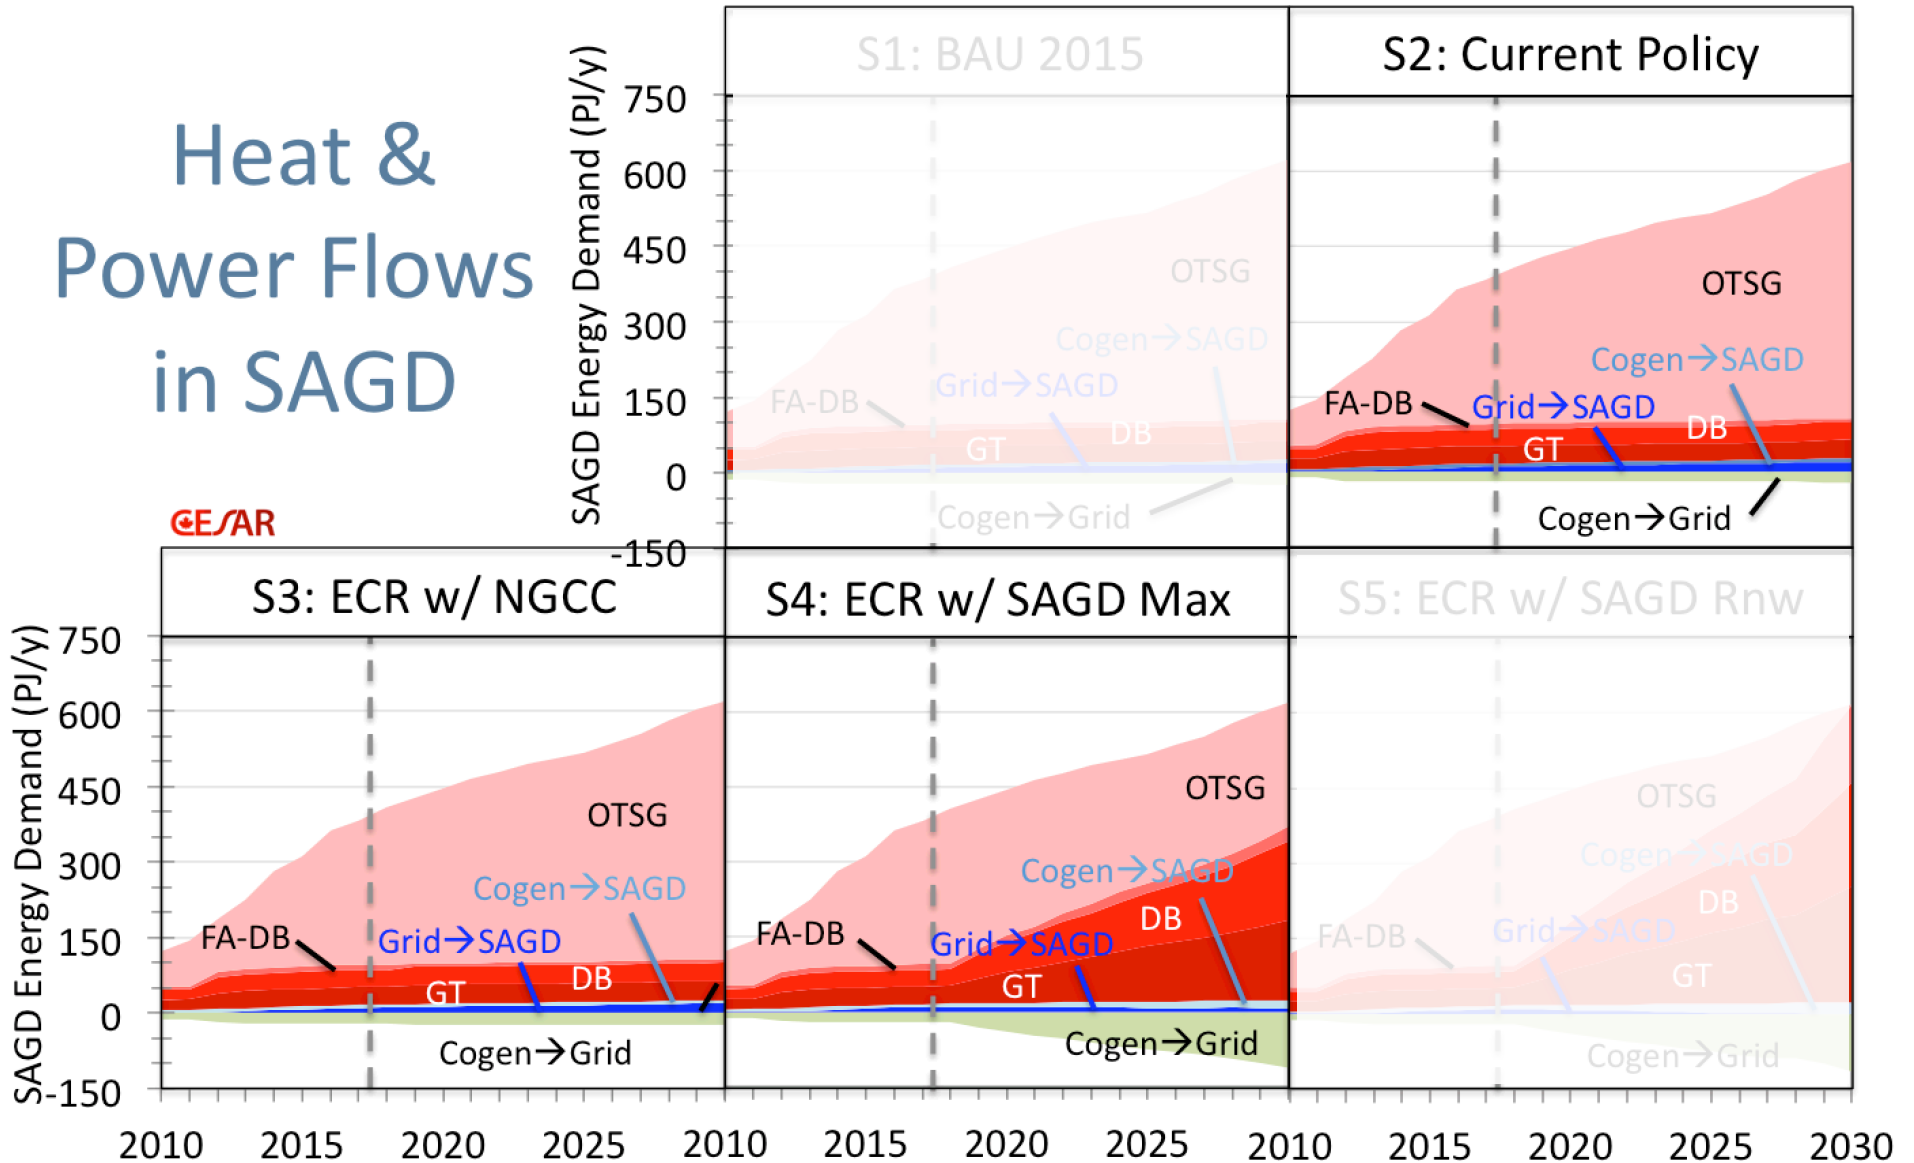 Heat &
Power Flows
in SAGD
CESAR
S1: BAU 2015
S2: Current Policy
SAGD Energy Demand (PJ/y)
750
600
450
300
150
0
-150
OTSG
Cogen→SAGD
Grid→SAGD
FA-DB
GT
DB
Cogen→Grid
OTSG
Cogen→SAGD
FA-DB
Grid→SAGD
GT
DB
Cogen→Grid
S3: ECR w/ NGCC
S4: ECR w/ SAGD Max
S5: ECR w/ SAGD Rnw
SAGD Energy Demand (PJ/y)
750
600
450
300
150
0
-150
OTSG
Cogen→SAGD
FA-DB
Grid→SAGD
GT
DB
Cogen→Grid
OTSG
Cogen→SAGD
FA-DB
Grid→SAGD
DB
GT
Cogen→Grid
OTSG
Cogen→SAGD
DB
FA-DB
Grid→SAGD
GT
Cogen→Grid
2010 2015 2020 2025 2010 2015 2020 2025 2010 2015 2020 2025 2030